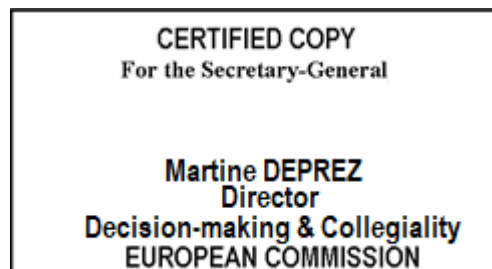 CERTIFIED COPY
For the Secretary-General
Martine DEPREZ
Director
Decision-making & Collegiality
EUROPEAN COMMISSION